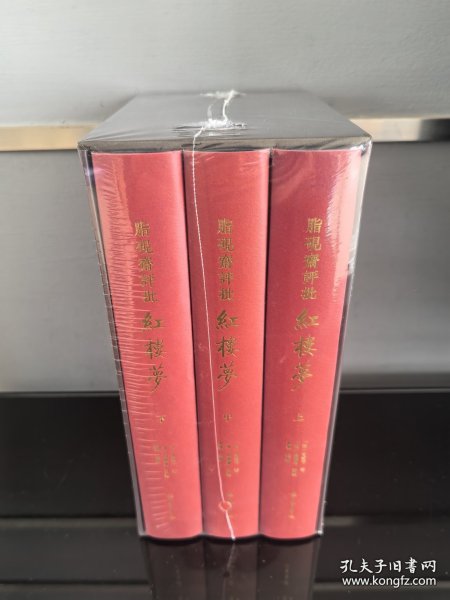 脂硯齋評批
紅樓夢
上
脂硯齋評批
紅樓夢
中
脂硯齋評批
紅樓夢
下
孔夫子旧书网
www.kongfz.com